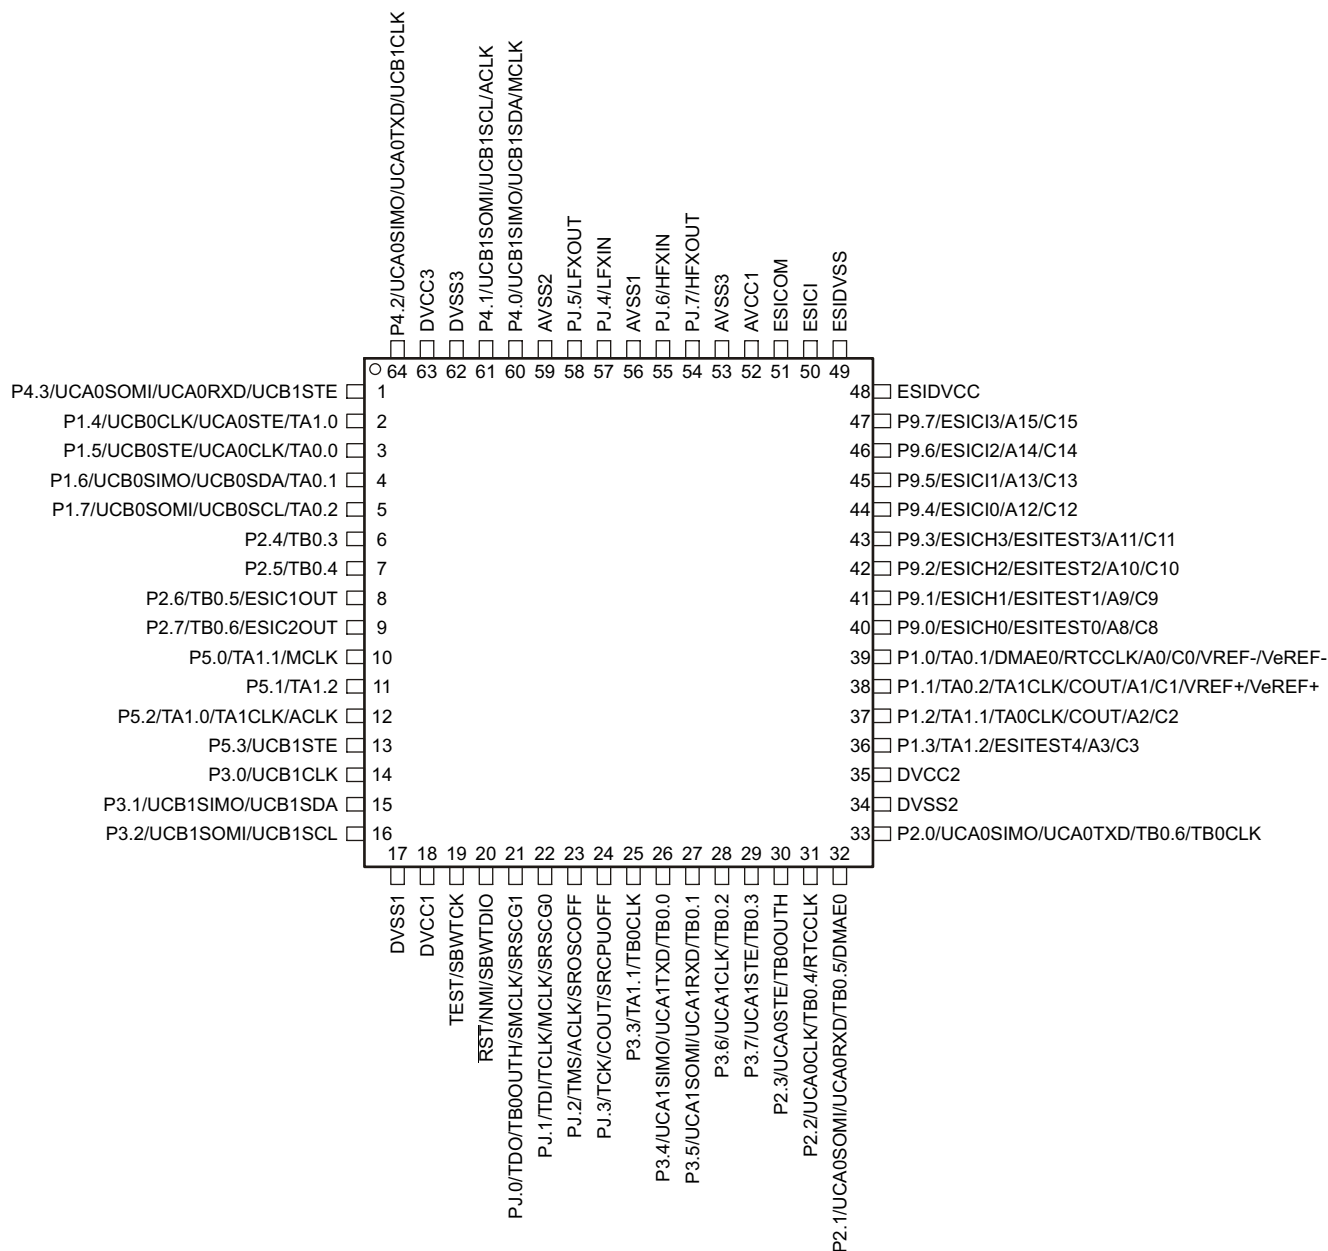 P4.2/UCA0SIMO/UCA0TXD/UCB1CLK
DVCC3
DVSS3
P4.1/UCB1SOMI/UCB1SCL/ACLK
P4.0/UCB1SIMO/UCB1SDA/MCLK
AVSS2
PJ.5/LFXOUT
PJ.4/LFXIN
AVSS1
PJ.6/HFXIN
PJ.7/HFXOUT
AVSS3
AVCC1
ESICOM
ESICI
ESIDVSS
64 63 62 61 60 59 58 57 56 55 54 53 52 51 50 49
P4.3/UCA0SOMI/UCA0RXD/UCB1STE 1
P1.4/UCB0CLK/UCA0STE/TA1.0 2
P1.5/UCB0STE/UCA0CLK/TA0.0 3
P1.6/UCB0SIMO/UCB0SDA/TA0.1 4
P1.7/UCB0SOMI/UCB0SCL/TA0.2 5
P2.4/TB0.3 6
P2.5/TB0.4 7
P2.6/TB0.5/ESIC1OUT 8
P2.7/TB0.6/ESIC2OUT 9
P5.0/TA1.1/MCLK 10
P5.1/TA1.2 11
P5.2/TA1.0/TA1CLK/ACLK 12
P5.3/UCB1STE 13
P3.0/UCB1CLK 14
P3.1/UCB1SIMO/UCB1SDA 15
P3.2/UCB1SOMI/UCB1SCL 16
48 ESIDVCC
47 P9.7/ESICI3/A15/C15
46 P9.6/ESICI2/A14/C14
45 P9.5/ESICI1/A13/C13
44 P9.4/ESICI0/A12/C12
43 P9.3/ESICH3/ESITEST3/A11/C11
42 P9.2/ESICH2/ESITEST2/A10/C10
41 P9.1/ESICH1/ESITEST1/A9/C9
40 P9.0/ESICH0/ESITEST0/A8/C8
39 P1.0/TA0.1/DMAE0/RTCCLK/A0/C0/VREF-/VeREF-
38 P1.1/TA0.2/TA1CLK/COUT/A1/C1/VREF+/VeREF+
37 P1.2/TA1.1/TA0CLK/COUT/A2/C2
36 P1.3/TA1.2/ESITEST4/A3/C3
35 DVCC2
34 DVSS2
33 P2.0/UCA0SIMO/UCA0TXD/TB0.6/TB0CLK
17 18 19 20 21 22 23 24 25 26 27 28 29 30 31 32
DVSS1
DVCC1
TEST/SBWTCK
RST/NMI/SBWTDIO
PJ.0/TDO/TB0OUTH/SMCLK/SRSCG1
PJ.1/TDI/TCLK/MCLK/SRSCG0
PJ.2/TMS/ACLK/SROSCOFF
PJ.3/TCK/COUT/SRCPUOFF
P3.3/TA1.1/TB0CLK
P3.4/UCA1SIMO/UCA1TXD/TB0.0
P3.5/UCA1SOMI/UCA1RXD/TB0.1
P3.6/UCA1CLK/TB0.2
P3.7/UCA1STE/TB0.3
P2.3/UCA0STE/TB0OUTH
P2.2/UCA0CLK/TB0.4/RTCCLK
P2.1/UCA0SOMI/UCA0RXD/TB0.5/DMAE0